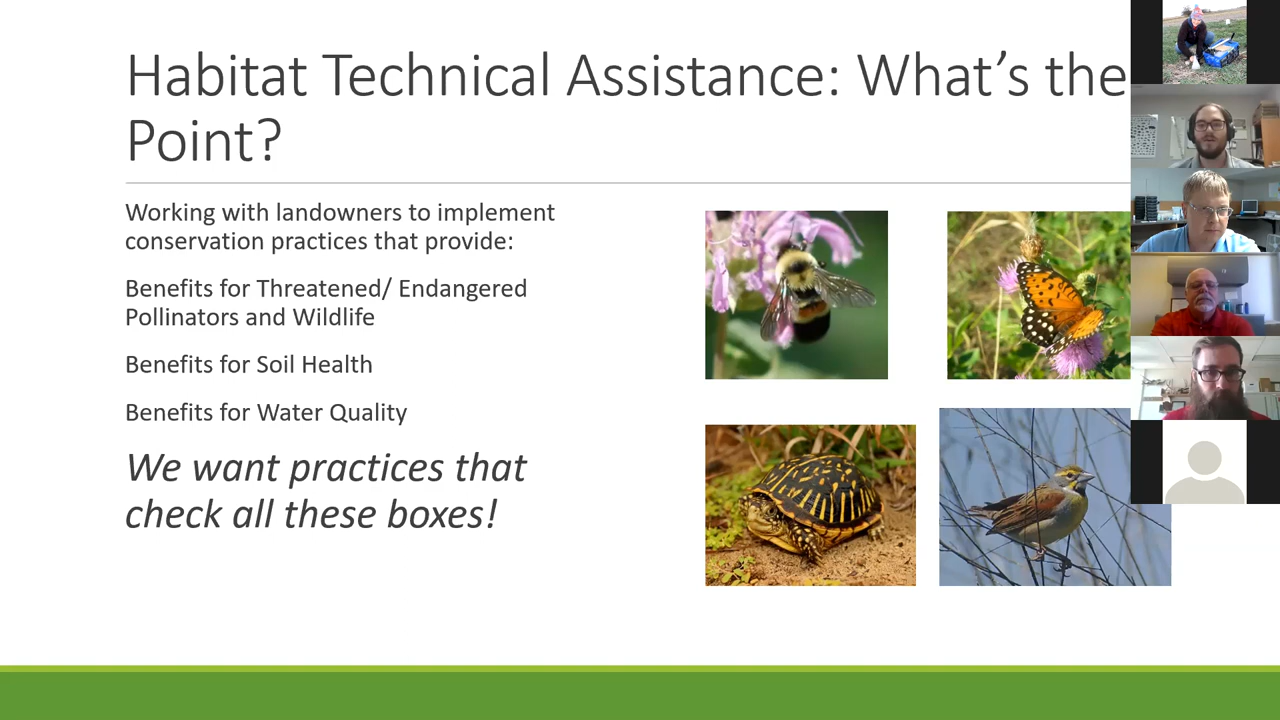 Habitat Technical Assistance: What’s the
Point?
Working with landowners to implement
conservation practices that provide:
Benefits for Threatened/ Endangered
Pollinators and Wildlife
Benefits for Soil Health
Benefits for Water Quality
We want practices that
check all these boxes!